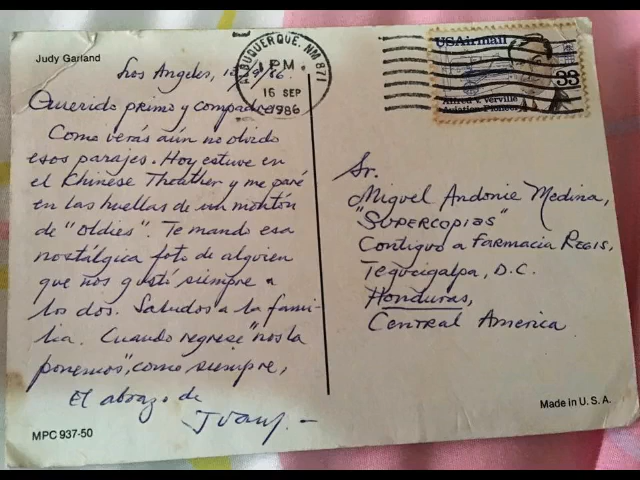 Judy Garland
Los Angeles, 86.
Querido primo y compadre
Como verás aún no olvido
esos parajes. Hoy estuve en
el Khinese Theather y me paré
en las huellas de un montón
de "Oldies". Te mando esa
nostálgica foto de alguien
que nos gustó siempre a
los dos. Saludos a la fami-
lia. Cuando regrese "nos la
ponemos", como siempre,
El abrazo de
MPC 937-50
ALBUQUERQUE, NM 871
PM
16 SEP
1986
USAirmail
33
Alfred V. Verville
Aviation Pioneer
Sr.
Miguel Andonie Medina,
"SUPERCOPIAS"
Contiguo a Farmacia REGIS,
Tegucigalpa, D.C.
Honduras,
Central America
Made in U.S.A.